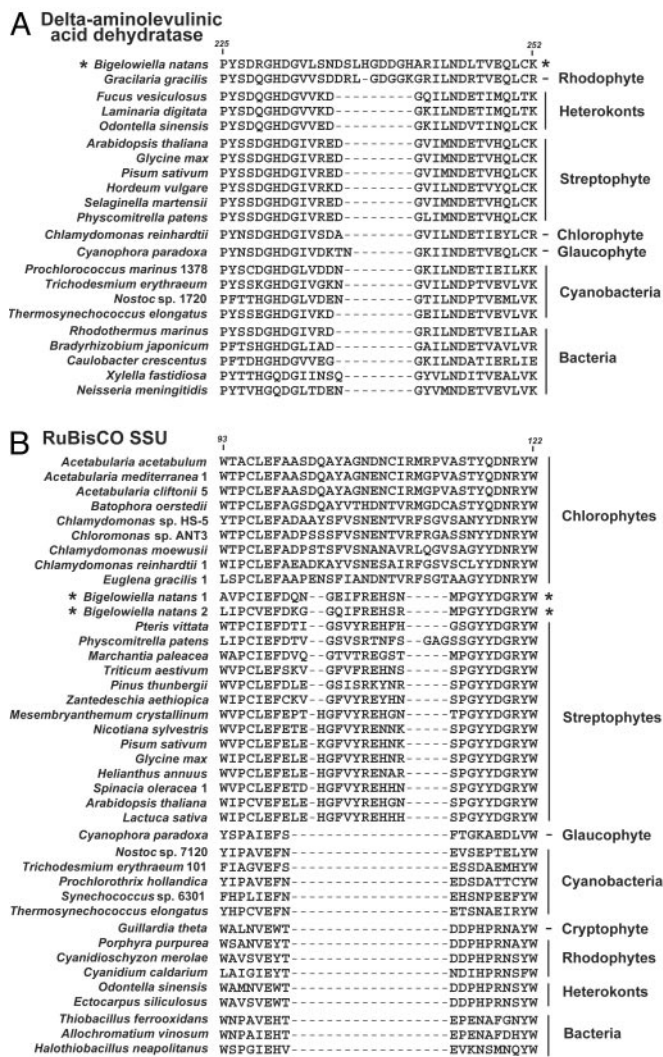 A Delta-aminolevulinic
acid dehydratase
225 252
* Bigelowiella natans PYSDRGHDGVLSNDSLHGDDGHARILNDLTVEQLCK *
Gracilaria gracilis PYSDQGHDGVVSDDRL-GDGGKGRILNDRTVEQLCR - Rhodophyte
Fucus vesiculosus PYSDQGHDGVVKD---------GQILNDETIMQLTK
Laminaria digitata PYSDQGHDGVVKD---------GKILNDETIMQLTK Heterokonts
Odontella sinensis PYSDQGHDGVVED---------GKILNDVTINQLCK
Arabidopsis thaliana PYSSDGHDGIVRED--------GVIMNDETVHQLCK
Glycine max PYSSDGHDGIVRED--------GVIMNDETVHQLCK
Pisum sativum PYSSDGHDGIVRED--------GVILNDETVHQLCK Streptophyte
Hordeum vulgare PYSSDGHDGIVRKD--------GVILNDETVYQLCK
Selaginella martensii PYSSDGHDGIVRED--------GVIMNDETVHQLCK
Physcomitrella patens PYSSDGHDGIVRED--------GLIMNDETVHQLCK
Chlamydomonas reinhardtii PYNSDGHDGIVSDA--------GVILNDETIEYLCR - Chlorophyte
Cyanophora paradoxa PYNSDGHDGIVDKTN-------GKIINDETVEQLCK - Glaucophyte
Prochlorococcus marinus 1378 PYSCDGHDGLVDDN--------GKILNDETIEILKK
Trichodesmium erythraeum PYSSKGHDGIVGKN--------GVILNDPTVEVLVK Cyanobacteria
Nostoc sp. 1720 PFTTHGHDGLVDEN--------GTILNDPTVEMLVK
Thermosynechococcus elongatus PYSSEGHDGIVKD---------GEILNDETVEVLVK
Rhodothermus marinus PYSSDGHDGIVRD---------GRILNDETVEILAR
Bradyrhizobium japonicum PFTSHGHDGLIAD---------GAILNDETVAVLVR
Caulobacter crescentus PFTDHGHDGVVEG---------GKIINDATIERLIE Bacteria
Xylella fastidiosa PYTTHGQDGIINSQ--------GYVLNDITVEALVK
Neisseria meningitidis PYTVHGQDGLTDEN--------GYVMNDETVEALVK
B RuBisCO SSU
93 122
Acetabularia acetabulum WTACLEFAASDQAYAGNDNCIRMRPVASTYQDNRYW
Acetabularia mediterranea 1 WTPCLEFAASDQAYAGNENCIRMGPVASTYQDNRYW
Acetabularia cliftonii 5 WTPCLEFAASDQAYAGNENCIRMGPVASTYQDNRYW
Batophora oerstedii WTPCLEFAGSDQAYVTHDNTVRMGDCASTYQDNRYW
Chlamydomonas sp. HS-5 YTPCLEFADAAYSFVSNENTVRFSGVSANYYDNRYW Chlorophytes
Chloromonas sp. ANT3 WTPCLEFADPSSSFVSNENTVRFRGASSNYYDNRYW
Chlamydomonas moewusii WTPCLEFADPSTSFVSNANAVRLQGVSAGYYDNRYW
Chlamydomonas reinhardtii 1 WIPCLEFAEADKAYVSNESAIRFGSVSCLYYDNRYW
Euglena gracilis 1 LSPCLEFAAPENSFIANDNTVRFSGTAAGYYDNRYW
* Bigelowiella natans 1 AVPCIEFDQN--GEIFREHSN-----MPGYYDGRYW *
* Bigelowiella natans 2 LIPCVEFDKG--GQIFREHSR-----MPGYYDGRYW *
Pteris vittata WTPCIEFDTI--GSVYREHFH-----GSGYYDGRYW
Physcomitrella patens LIPCIEFDTV--GSVSRTNFS--GAGSSGYYDGRYW
Marchantia paleacea WAPCIEFDVQ--GTVTREGST-----MPGYYDGRYW
Triticum aestivum WVPCLEFSKV--GFVFREHNS-----SPGYYDGRYW
Pinus thunbergii WVPCLEFDLE--GSISRKYNR-----SPGYYDGRYW
Zantedeschia aethiopica WIPCIEFCKV--GFVYREYHN-----SPGYYDGRYW
Mesembryanthemum crystallinum WVPCLEFEPT-HGFVYREHGN-----TPGYYDGRYW Streptophytes
Nicotiana sylvestris WVPCLEFETE-HGFVYRENNK-----SPGYYDGRYW
Pisum sativum WVPCLEFELE-KGFVYREHNK-----SPGYYDGRYW
Glycine max WIPCLEFELE-HGFVYREHNR-----SPGYYDGRYW
Helianthus annuus WVPCLEFELE-HGFVYRENAR-----SPGYYDGRYW
Spinacia oleracea 1 WVPCLEFETD-HGFVYREHHN-----SPGYYDGRYW
Arabidopsis thaliana WIPCVEFELE-HGFVYREHGN-----SPGYYDGRYW
Lactuca sativa WIPCLEFELE-HGFVYREHHH-----SPGYYDGRYW
Cyanophora paradoxa YSPAIEFS------------------FTGKAEDLVW - Glaucophyte
Nostoc sp. 7120 YIPAVEFN------------------EVSEPTELYW
Trichodesmium erythraeum 101 FIAGVEFS------------------ESSDAEMHYW
Prochlorothrix hollandica YIPAVEFN------------------EDSDATTCYW Cyanobacteria
Synechococcus sp. 6301 FHPLIEFN------------------EHSNPEEFYW
Thermosynechococcus elongatus YHPCVEFN------------------ETSNAEIRYW
Guillardia theta WALNVEWT------------------DDPHPRNAYW - Cryptophyte
Porphyra purpurea WSANVEYT------------------DDPHPRNAYW
Cyanidioschyzon merolae WAVSVEYT------------------DDPHPRNSYW Rhodophytes
Cyanidium caldarium LAIGIEYT------------------NDIHPRNSFW
Odontella sinensis WAMNVEWT------------------DDPHPRNSYW Heterokonts
Ectocarpus siliculosus WAVSVEWT------------------DDPHPRNSYW
Thiobacillus ferrooxidans WNPAVEHT------------------EPENAFGNYW
Allochromatium vinosum WNPAIEHT------------------EPENAFDHYW Bacteria
Halothiobacillus neapolitanus WSPGIEHV------------------EVKNSMNQYW